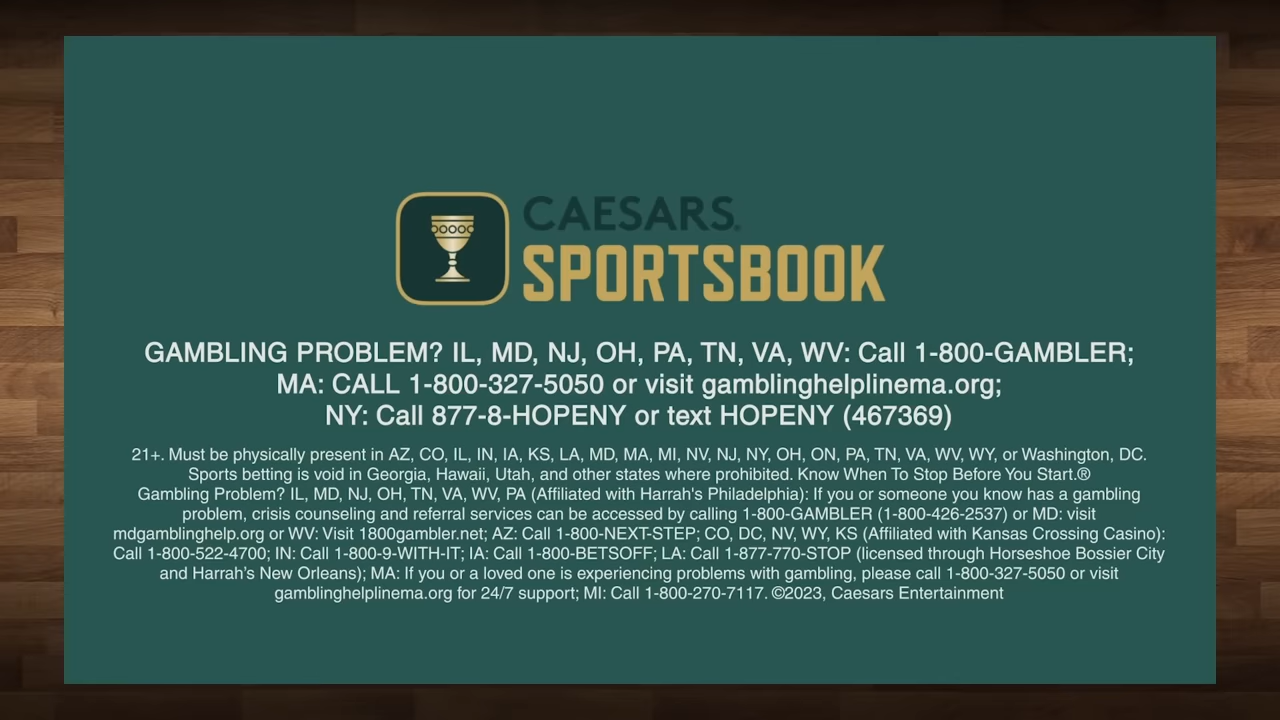 CAESARS
SPORTSBOOK
GAMBLING PROBLEM? IL, MD, NJ, OH, PA, TN, VA, WV: Call 1-800-GAMBLER;
MA: CALL 1-800-327-5050 or visit gamblinghelplinema.org;
NY: Call 877-8-HOPENY or text HOPENY (467369)
21+. Must be physically present in AZ, CO, IL, IN, IA, KS, LA, MD, MA, MI, NV, NJ, NY, OH, ON, PA, TN, VA, WV, WY, or Washington, DC.
Sports betting is void in Georgia, Hawaii, Utah, and other states where prohibited. Know When To Stop Before You Start.®
Gambling Problem? IL, MD, NJ, OH, TN, VA, WV, PA (Affiliated with Harrah's Philadelphia): If you or someone you know has a gambling
problem, crisis counseling and referral services can be accessed by calling 1-800-GAMBLER (1-800-426-2537) or MD: visit
mdgamblinghelp.org or WV: Visit 1800gambler.net; AZ: Call 1-800-NEXT-STEP; CO, DC, NV, WY, KS (Affiliated with Kansas Crossing Casino):
Call 1-800-522-4700; IN: Call 1-800-9-WITH-IT; IA: Call 1-800-BETSOFF; LA: Call 1-877-770-STOP (licensed through Horseshoe Bossier City
and Harrah's New Orleans); MA: If you or a loved one is experiencing problems with gambling, please call 1-800-327-5050 or visit
gamblinghelplinema.org for 24/7 support; MI: Call 1-800-270-7117. ©2023, Caesars Entertainment